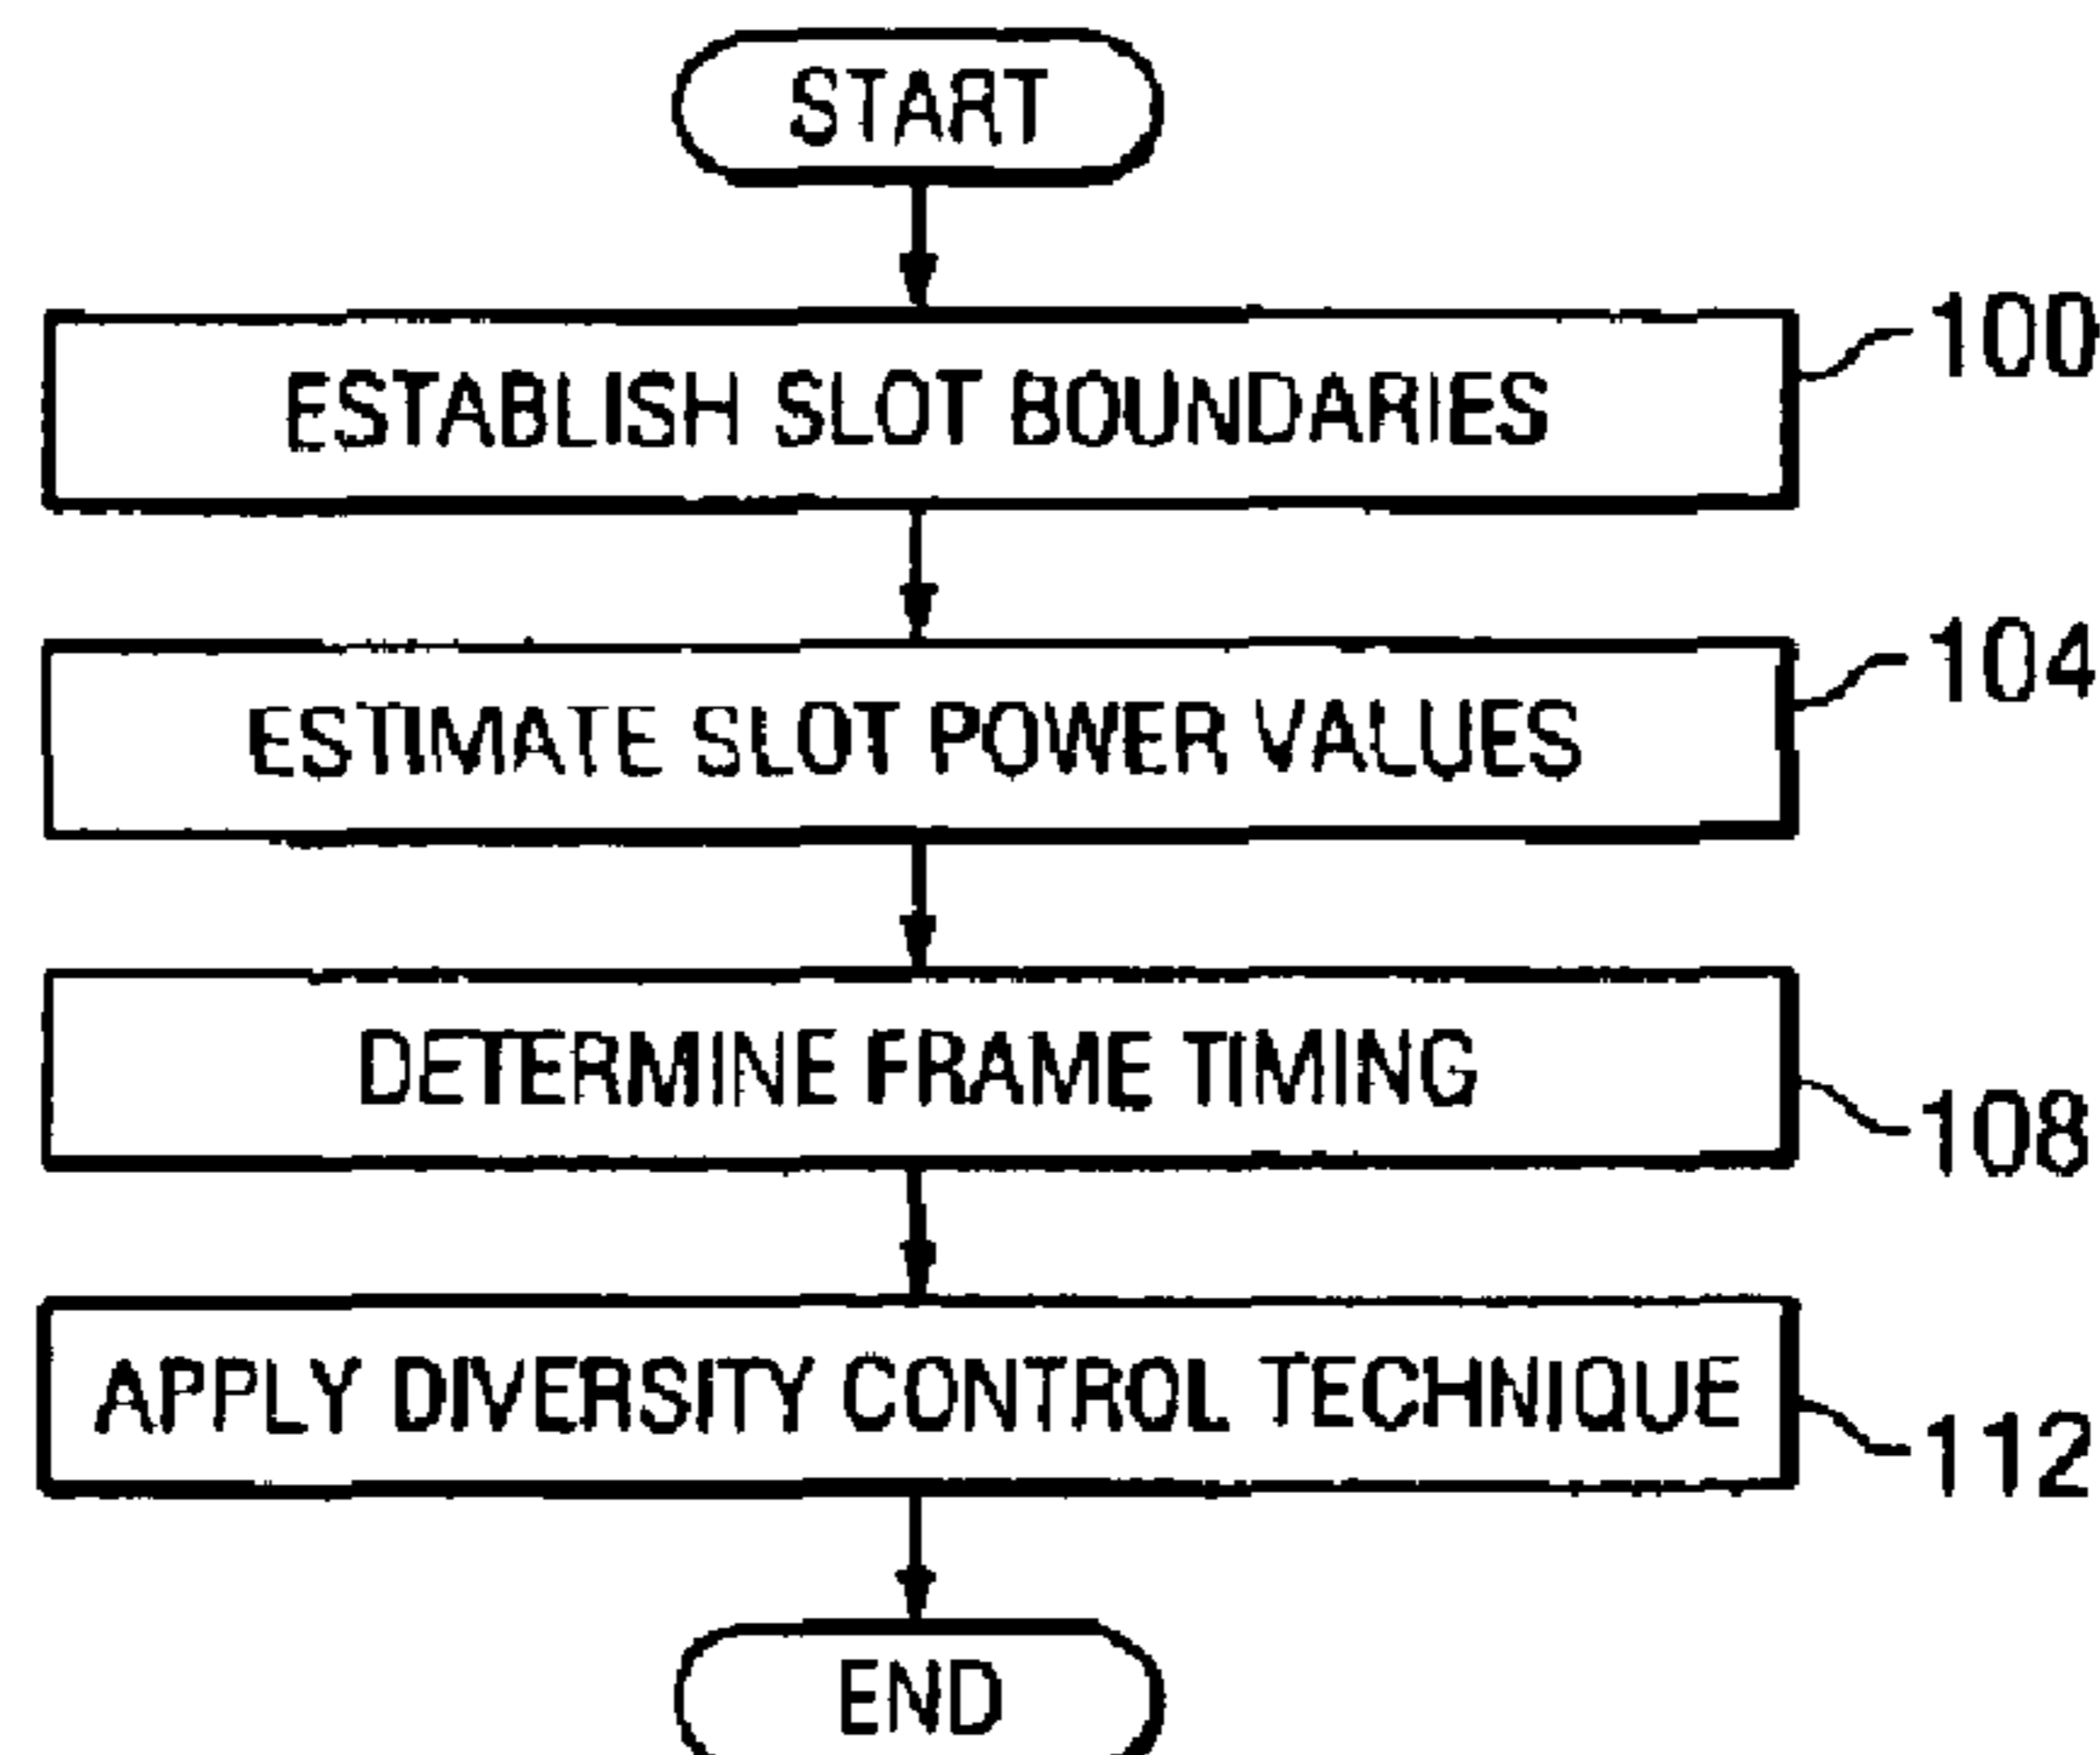 START
ESTABLISH SLOT BOUNDARIES
100
ESTIMATE SLOT POWER VALUES
104
DETERMINE FRAME TIMING
108
APPLY DIVERSITY CONTROL TECHNIQUE
112
END